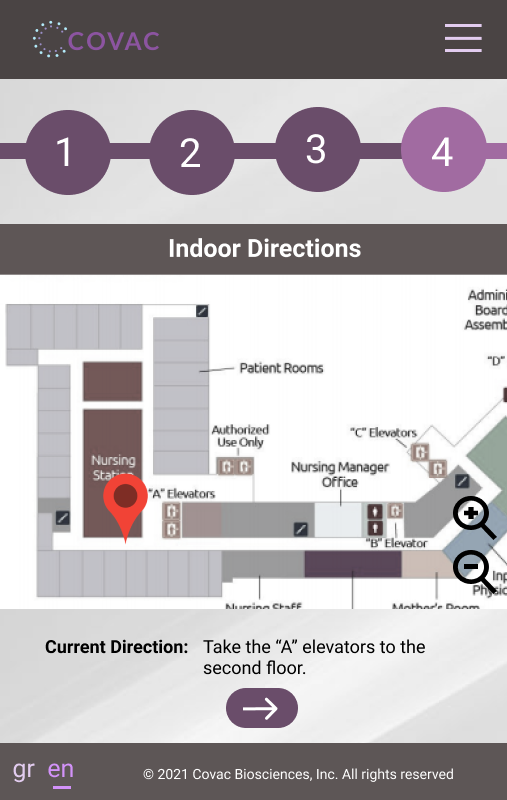 COVAC
1
2
3
4
Indoor Directions
Admini
Board
Assemb
"D"
Patient Rooms
Authorized
Use Only
"C" Elevators
Nursing
Station
Nursing Manager
Office
"A" Elevators
"B" Elevator
Inp
Physic
Nursing Staff
Mother's Room
Current Direction: Take the “A” elevators to the
second floor.
gr en
© 2021 Covac Biosciences, Inc. All rights reserved